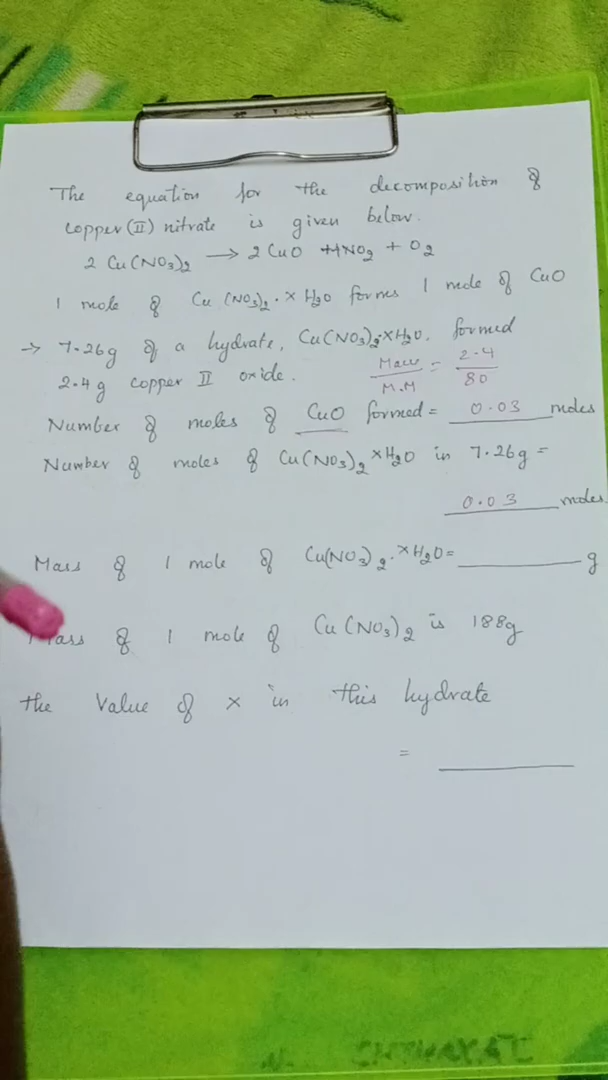 The equation for the decomposition of
copper (II) nitrate is given below.
2 Cu(NO3)2 → 2 CuO + 4NO2 + O2
1 mole of Cu (NO3)2 . x H2O forms 1 mole of CuO
→ 7.26g of a hydrate, Cu(NO3)2.xH2O, formed
2.4g copper II oxide. Mass/M.M = 2.4/80
Number of moles of CuO formed = 0.03 moles
Number of moles of Cu(NO3)2 xH2O in 7.26g =
0.03 moles.
Mass of 1 mole of Cu(NO3)2.xH2O= ________ g
Mass of 1 mole of Cu (NO3)2 is 188g
the Value of x in this hydrate
= ________